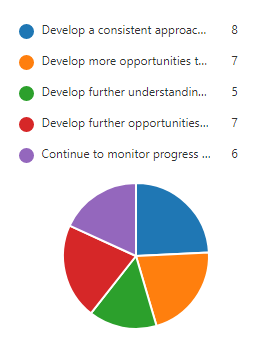 Develop a consistent approac... 8
Develop more opportunities t... 7
Develop further understandin... 5
Develop further opportunities... 7
Continue to monitor progress ... 6